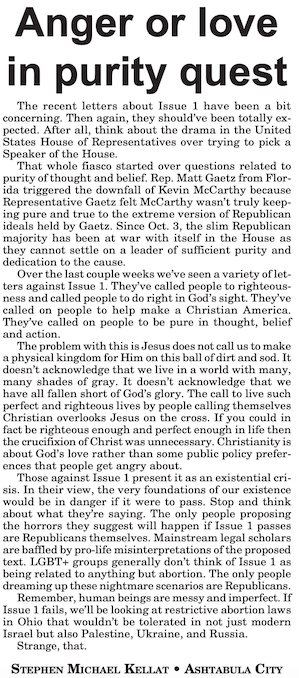 Anger or love
in purity quest
The recent letters about Issue 1 have been a bit
concerning. Then again, they should've been totally ex-
pected. After all, think about the drama in the United
States House of Representatives over trying to pick a
Speaker of the House.
That whole fiasco started over questions related to
purity of thought and belief. Rep. Matt Gaetz from Flor-
ida triggered the downfall of Kevin McCarthy because
Representative Gaetz felt McCarthy wasn't truly keep-
ing pure and true to the extreme version of Republican
ideals held by Gaetz. Since Oct. 3, the slim Republican
majority has been at war with itself in the House as
they cannot settle on a leader of sufficient purity and
dedication to the cause.
Over the last couple weeks we've seen a variety of let-
ters against Issue 1. They've called people to righteous-
ness and called people to do right in God's sight. They've
called on people to help make a Christian America.
They've called on people to be pure in thought, belief
and action.
The problem with this is Jesus does not call us to make
a physical kingdom for Him on this ball of dirt and sod. It
doesn't acknowledge that we live in a world with many,
many shades of gray. It doesn't acknowledge that we
have all fallen short of God's glory. The call to live such
perfect and righteous lives by people calling themselves
Christian overlooks Jesus on the cross. If you could in
fact be righteous enough and perfect enough in life then
the crucifixion of Christ was unnecessary. Christianity is
about God's love rather than some public policy prefer-
ences that people get angry about.
Those against Issue 1 present it as an existential cri-
sis. In their view, the very foundations of our existence
would be in danger if it were to pass. Stop and think
about what they're saying. The only people proposing
the horrors they suggest will happen if Issue 1 passes
are Republicans themselves. Mainstream legal scholars
are baffled by pro-life misinterpretations of the proposed
text. LGBT+ groups generally don't think of Issue 1 as
being related to anything but abortion. The only people
dreaming up these nightmare scenarios are Republicans.
Remember, human beings are messy and imperfect. If
Issue 1 fails, we'll be looking at restrictive abortion laws
in Ohio that wouldn't be tolerated in not just modern
Israel but also Palestine, Ukraine, and Russia.
Strange, that.
STEPHEN MICHAEL KELLAT • ASHTABULA CITY